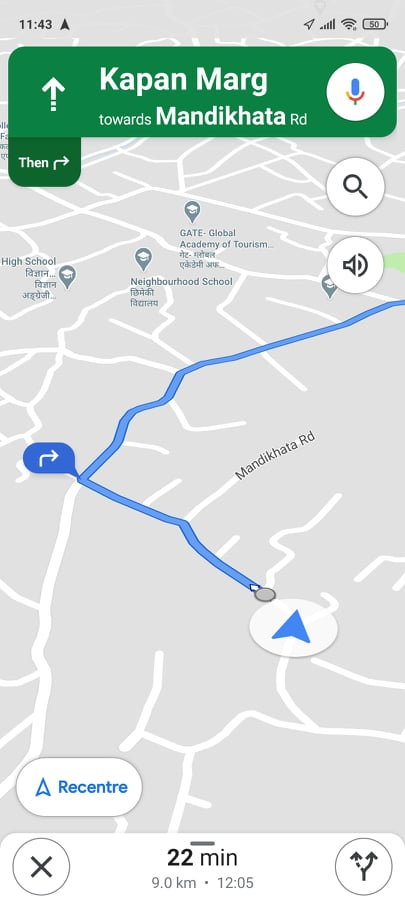 11:43
50
Kapan Marg
towards Mandikhata Rd
Then
GATE- Global
Academy of Tourism...
गेट- ग्लोबल
एकेडेमी अफ...
High School
विज्ञान...
विज्ञान
अङ्ग्रेजी...
Neighbourhood School
छिमेकी
विद्यालय
Mandikhata Rd
Recentre
22 min
9.0 km • 12:05